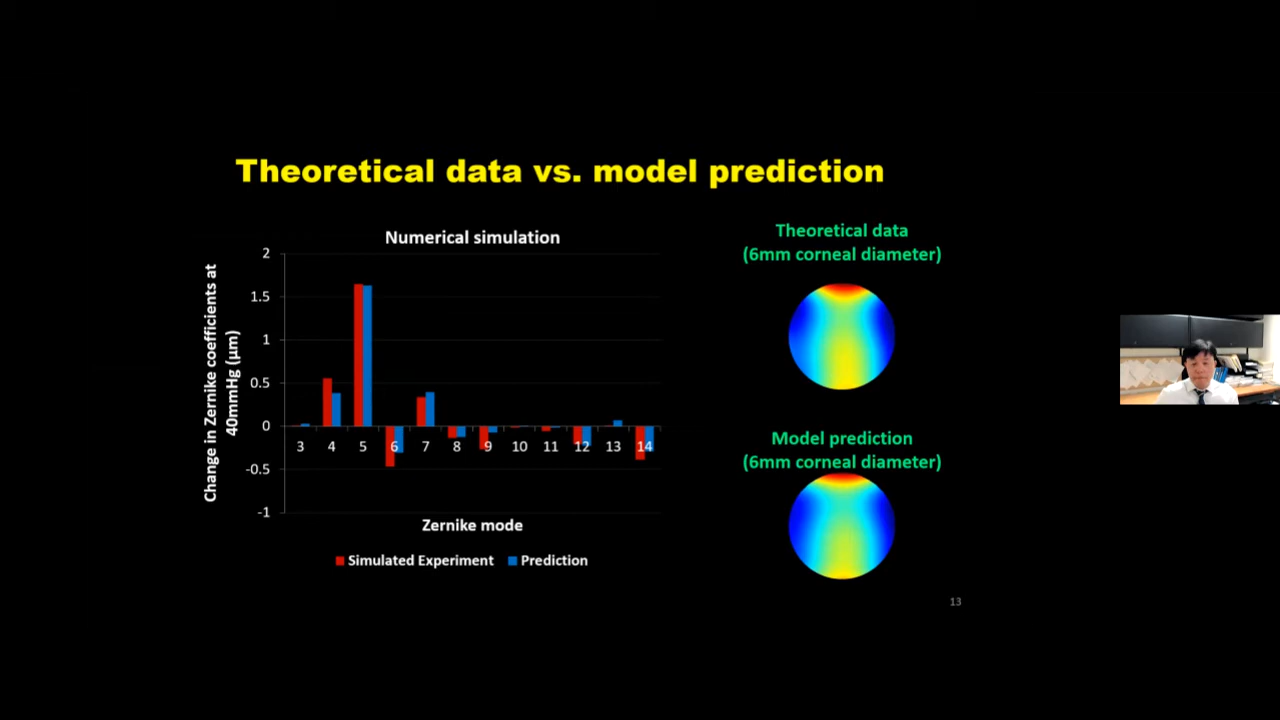 Theoretical data vs. model prediction
Numerical simulation
Change in Zernike coefficients at
40mmHg (µm)
2
1.5
1
0.5
0
-0.5
-1
3 4 5 6 7 8 9 10 11 12 13 14
Zernike mode
Simulated Experiment Prediction
Theoretical data
(6mm corneal diameter)
Model prediction
(6mm corneal diameter)
13